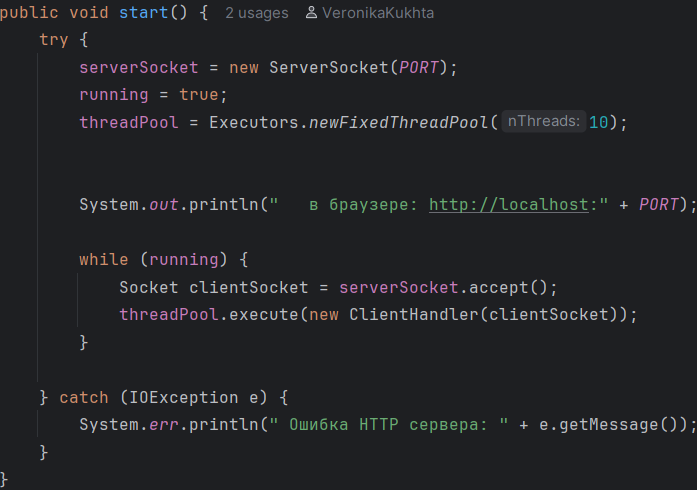 public void start() { 2 usages VeronikaKukhta
try {
serverSocket = new ServerSocket(PORT);
running = true;
threadPool = Executors.newFixedThreadPool( nThreads: 10);
System.out.println("   в браузере: http://localhost:" + PORT);
while (running) {
Socket clientSocket = serverSocket.accept();
threadPool.execute(new ClientHandler(clientSocket));
}
} catch (IOException e) {
System.err.println(" Ошибка HTTP сервера: " + e.getMessage());
}
}